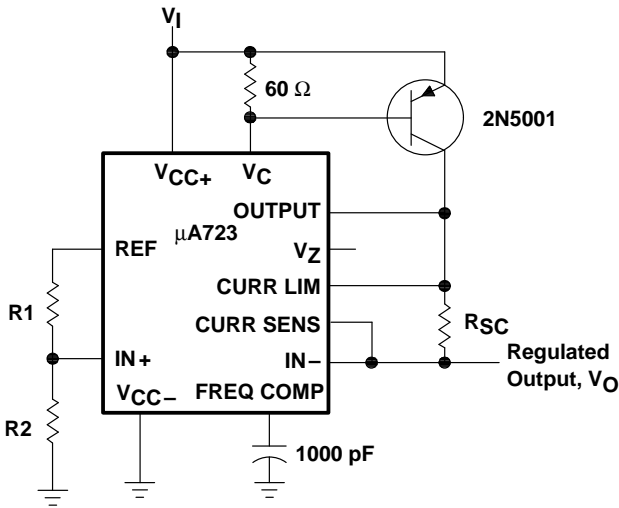 VI
60 Ω
2N5001
VCC+
VC
OUTPUT
μA723
REF
VZ
CURR LIM
R1
CURR SENS
RSC
IN+
IN−
Regulated
Output, VO
VCC−
FREQ COMP
R2
1000 pF